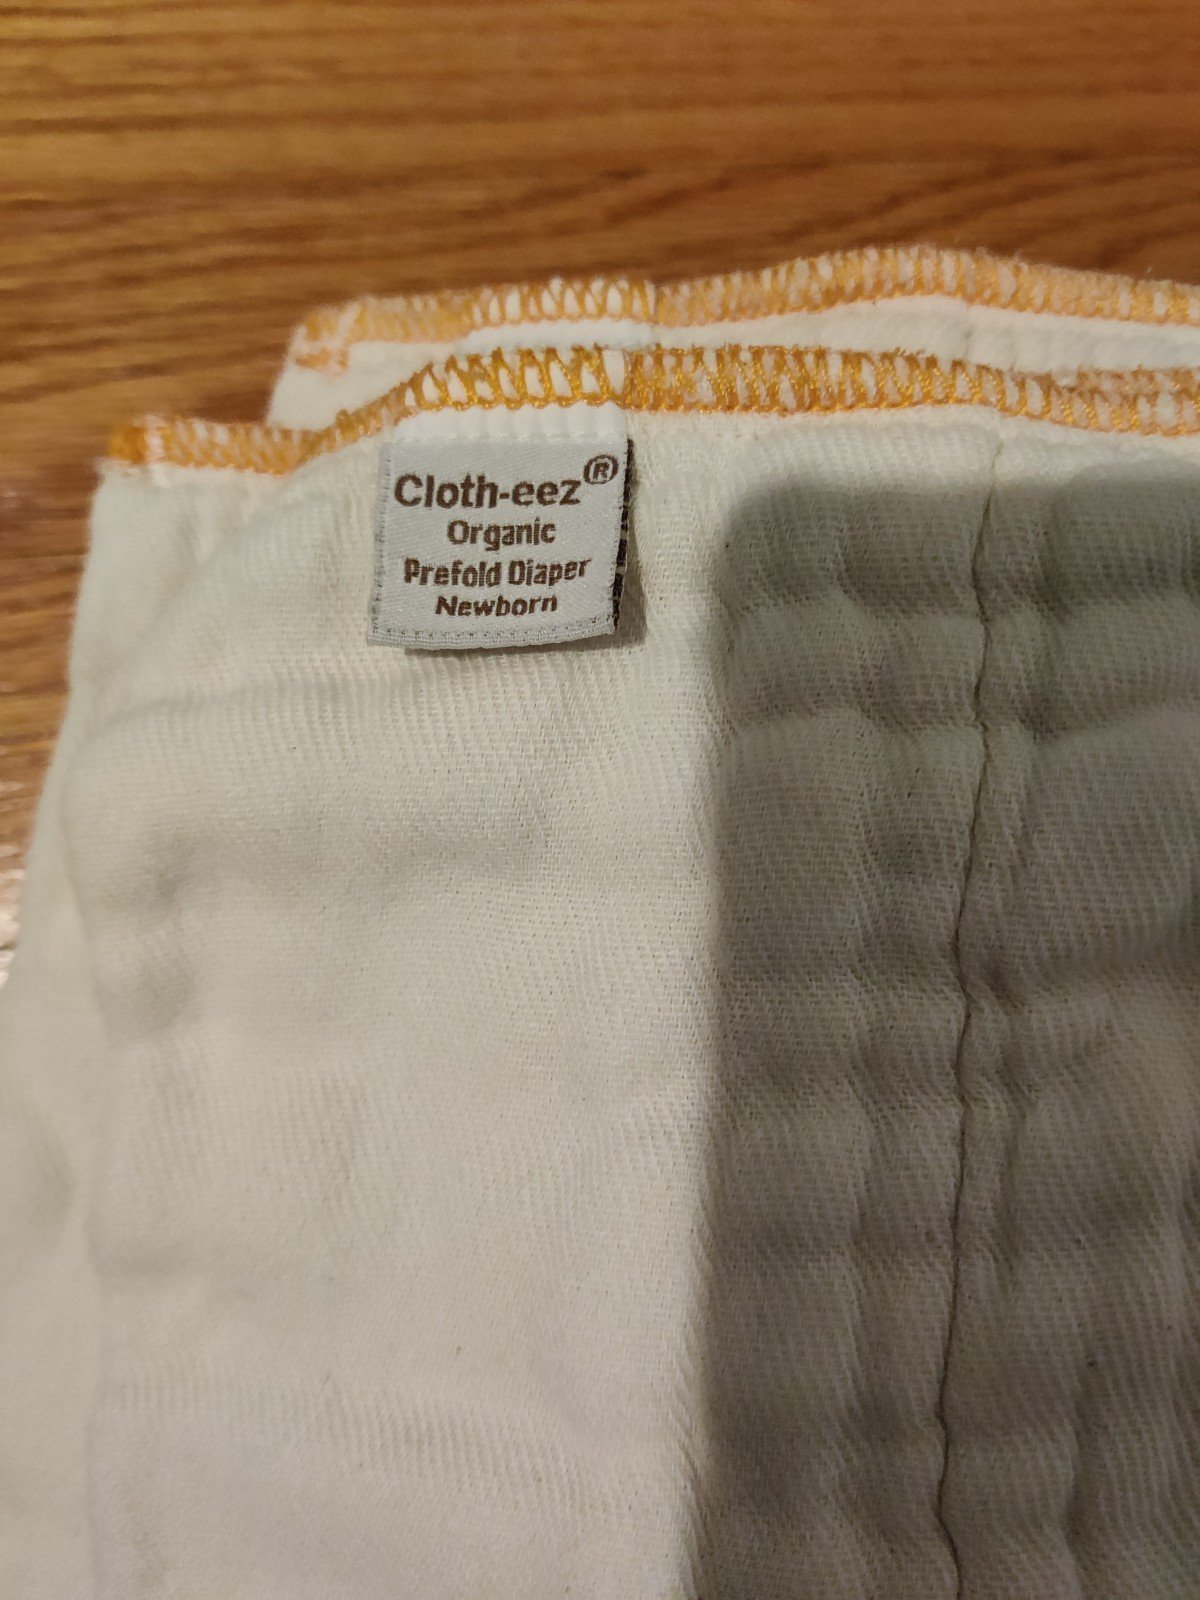 Cloth-eez®
Organic
Prefold Diaper
Newborn